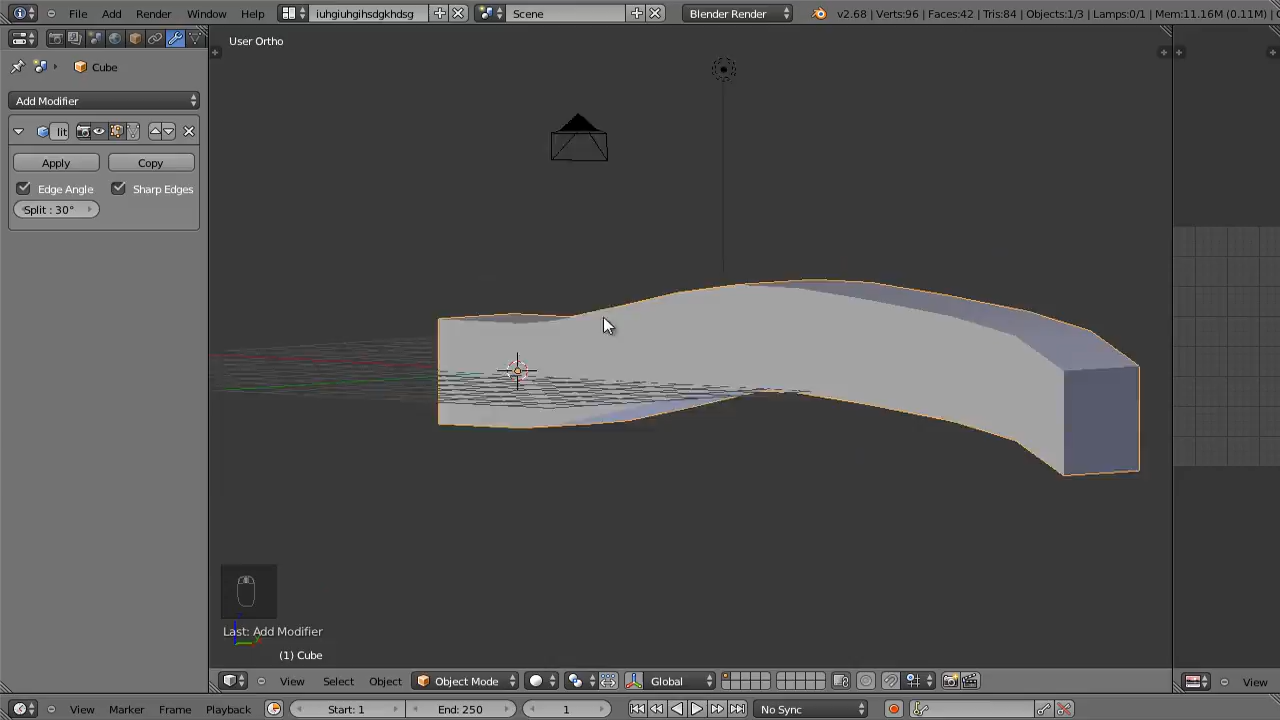 File Add Render Window Help iuhgiuhgihsdgkhdsg Scene Blender Render v2.68 | Verts:96 | Faces:42 | Tris:84 | Objects:1/3 | Lamps:0/1 | Mem:11.16M (0.11M) |
User Ortho
Cube
Add Modifier
lit
Apply Copy
Edge Angle Sharp Edges
Split : 30°
Last: Add Modifier
(1) Cube
View Select Object Object Mode Global View
View Marker Frame Playback Start: 1 End: 250 1 No Sync